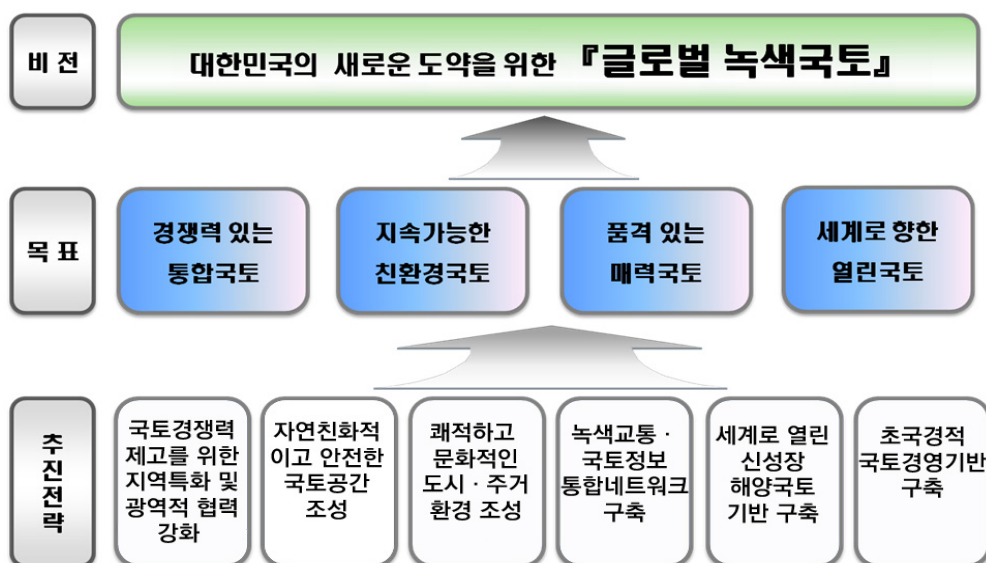 비 전
대한민국의 새로운 도약을 위한 『글로벌 녹색국토』
목 표
경쟁력 있는
통합국토
지속가능한
친환경국토
품격 있는
매력국토
세계로 향한
열린국토
추진전략
국토경쟁력
제고를 위한
지역특화 및
광역적 협력
강화
자연친화적
이고 안전한
국토공간
조성
쾌적하고
문화적인
도시 · 주거
환경 조성
녹색교통 ·
국토정보
통합네트워크
구축
세계로 열린
신성장
해양국토
기반 구축
초국경적
국토경영기반
구축